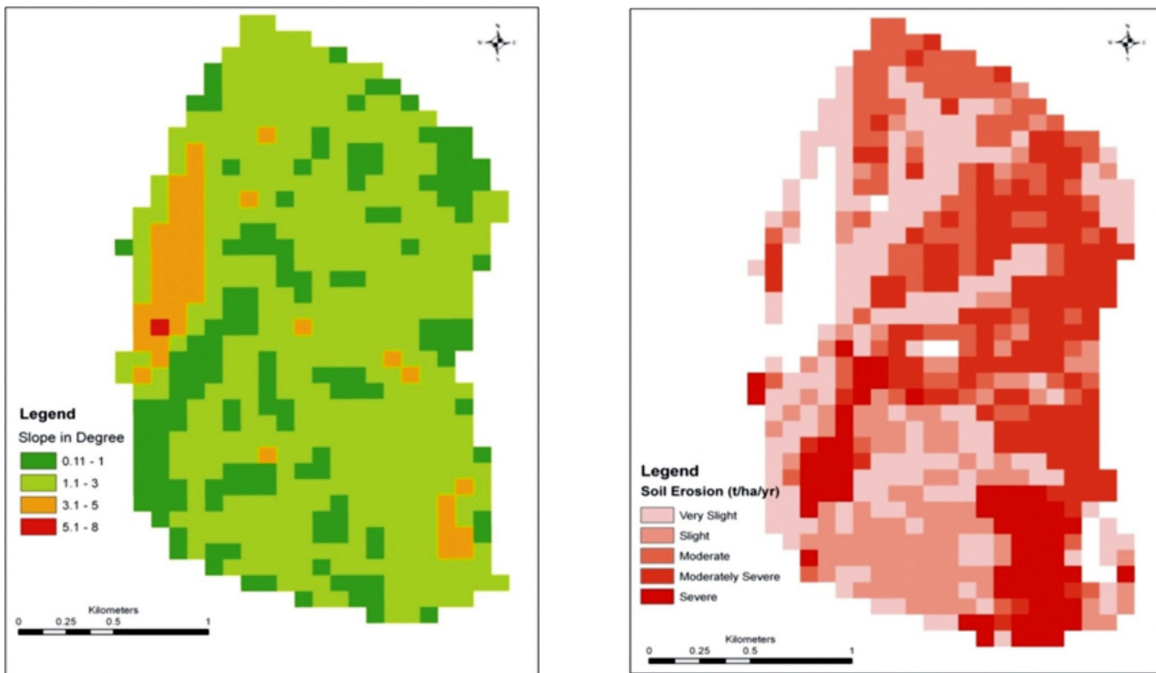 N
W E
S
Legend
Slope in Degree
0.11 - 1
1.1 - 3
3.1 - 5
5.1 - 8
Kilometers
0 0.25 0.5 1
N
W E
S
Legend
Soil Erosion (t/ha/yr)
Very Slight
Slight
Moderate
Moderately Severe
Severe
Kilometers
0 0.25 0.5 1